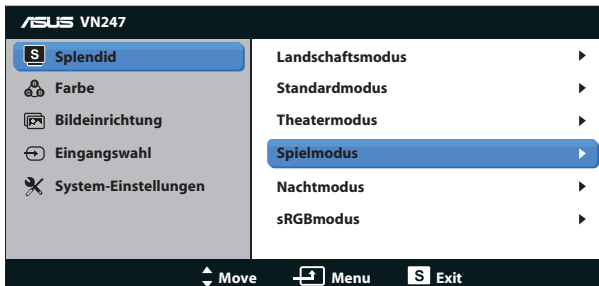 ASUS VN247
S Splendid
Farbe
Bildeinrichtung
Eingangswahl
System-Einstellungen
Landschaftsmodus
Standardmodus
Theatermodus
Spielmodus
Nachtmodus
sRGBmodus
Move Menu S Exit